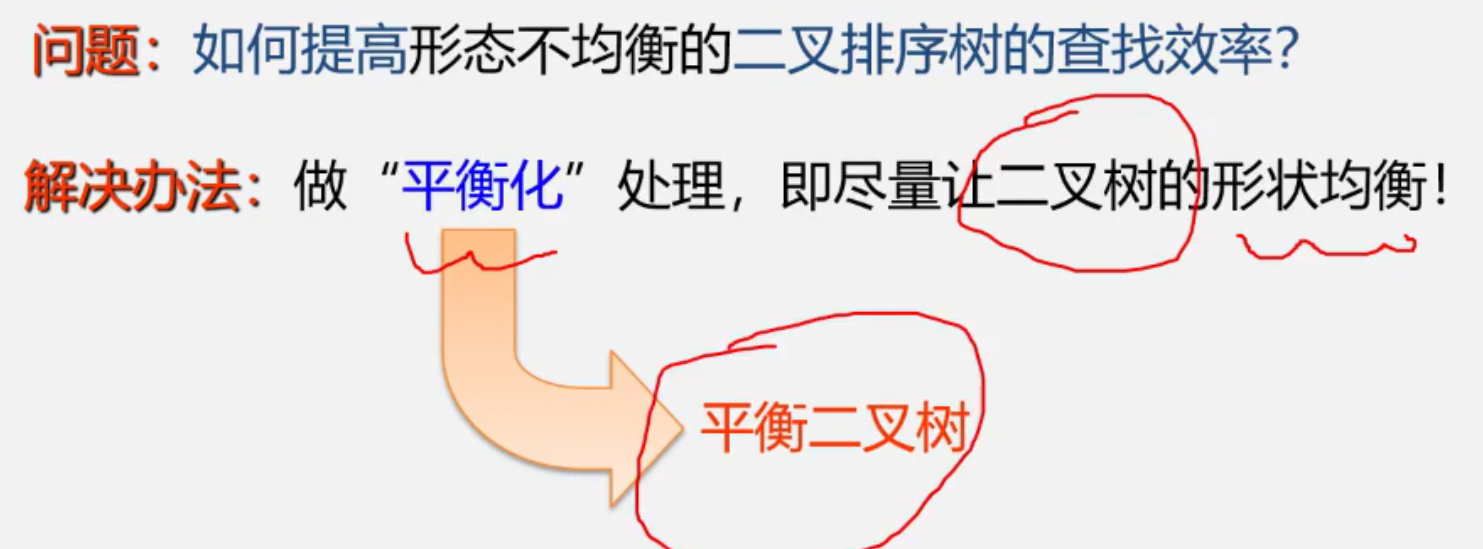 问题：如何提高形态不均衡的二叉排序树的查找效率？
解决办法：做“平衡化”处理，即尽量让二叉树的形状均衡！
平衡二叉树